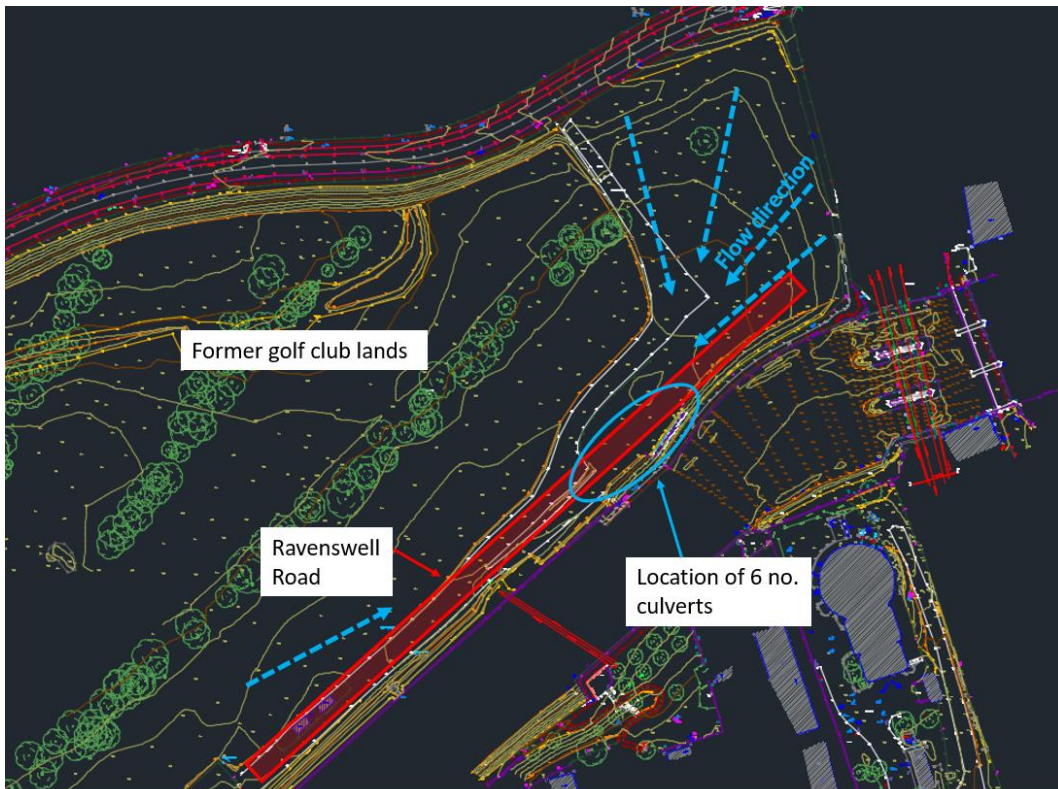 Flow direction
Former golf club lands
Ravenswell
Road
Location of 6 no.
culverts